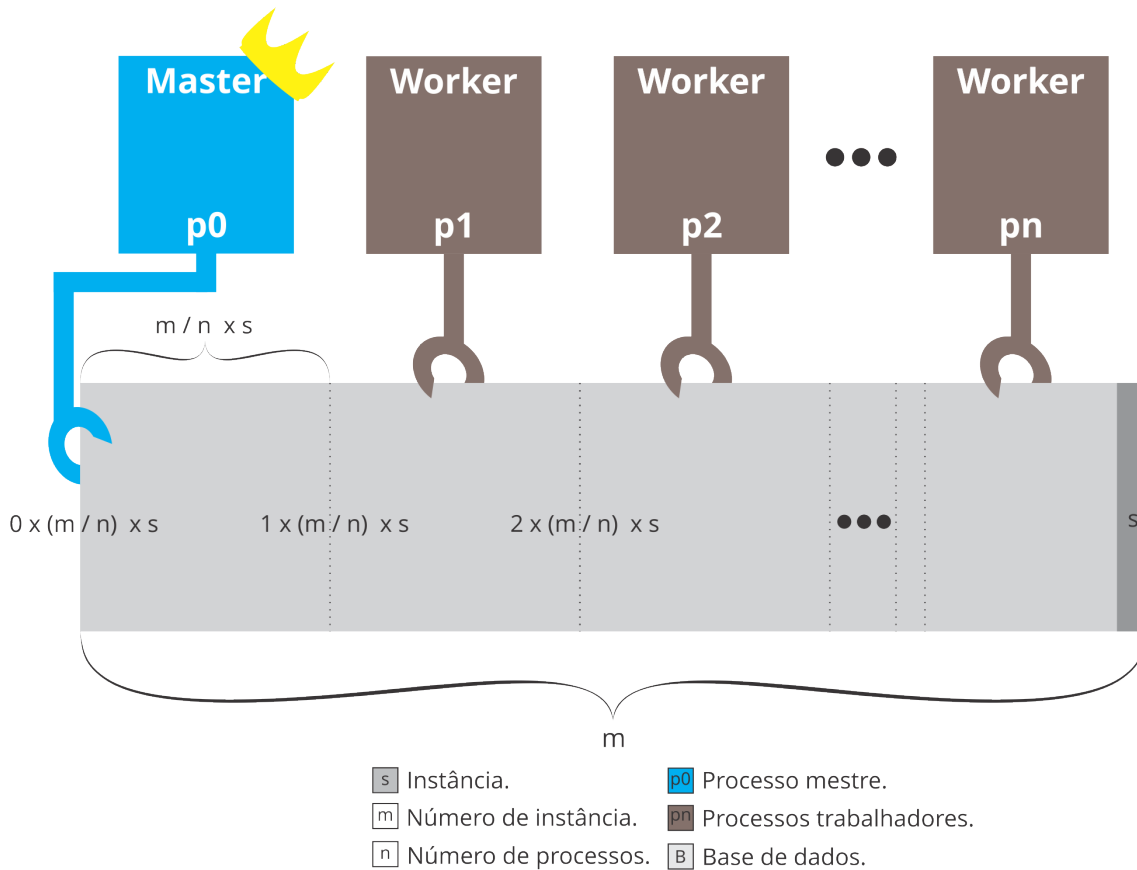 Master
Worker
Worker
Worker
p0
p1
p2
pn
m / n x s
0 x (m / n) x s
1 x (m / n) x s
2 x (m / n) x s
s
m
s Instância.
p0 Processo mestre.
m Número de instância.
pn Processos trabalhadores.
n Número de processos.
B Base de dados.